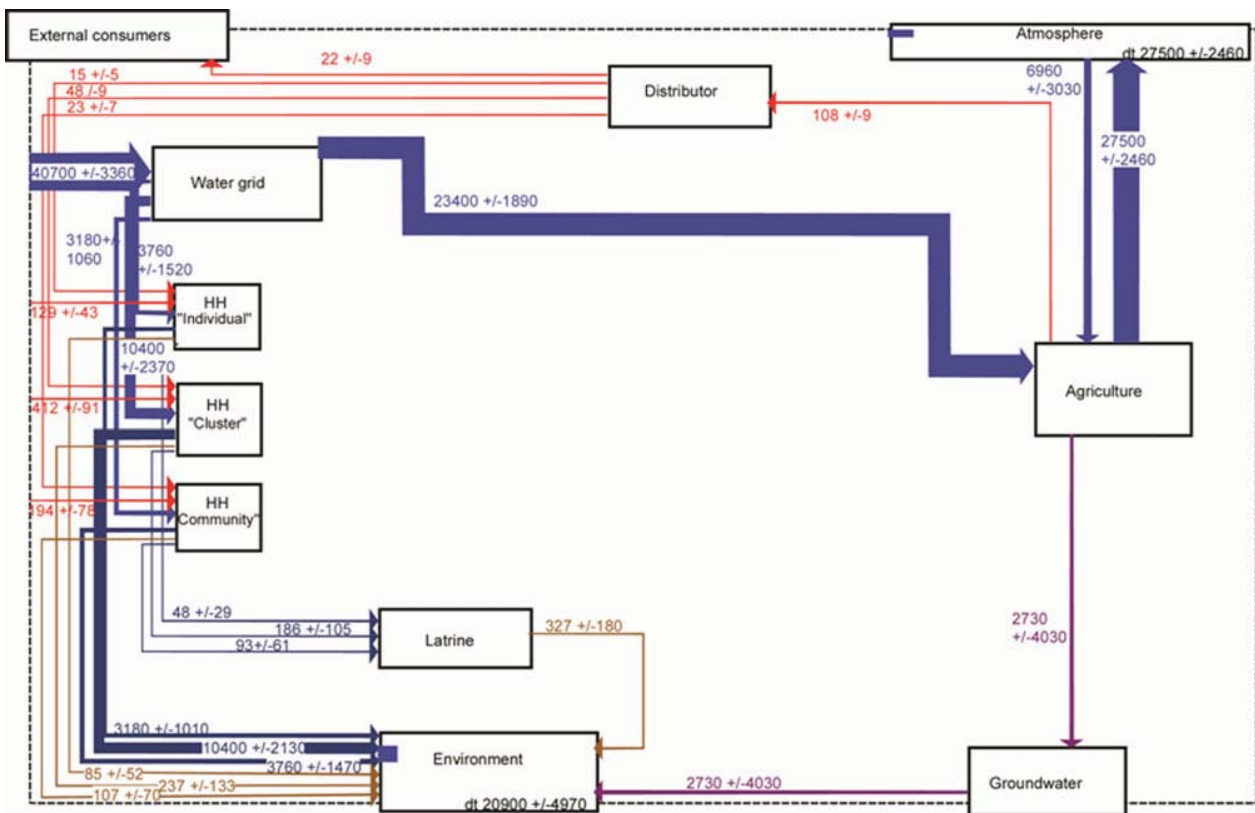 External consumers
Atmosphere
dt 27500 +/-2460
22 +/-9
15 +/-5
48 /-9
23 +/-7
Distributor
108 +/-9
6960
+/-3030
27500
+/-2460
40700 +/-3360
Water grid
23400 +/-1890
3180+/-
1060
3760
+/-1520
HH
"Individual"
129 +/-43
10400
+/-2370
HH
"Cluster"
412 +/-91
Agriculture
HH
Community"
194 +/-78
48 +/-29
186 +/-105
93+/-61
Latrine
327 +/-180
2730
+/-4030
3180 +/-1010
10400 +/-2130
3760 +/-1470
85 +/-52
237 +/-133
107 +/-70
Environment
dt 20900 +/-4970
2730 +/-4030
Groundwater